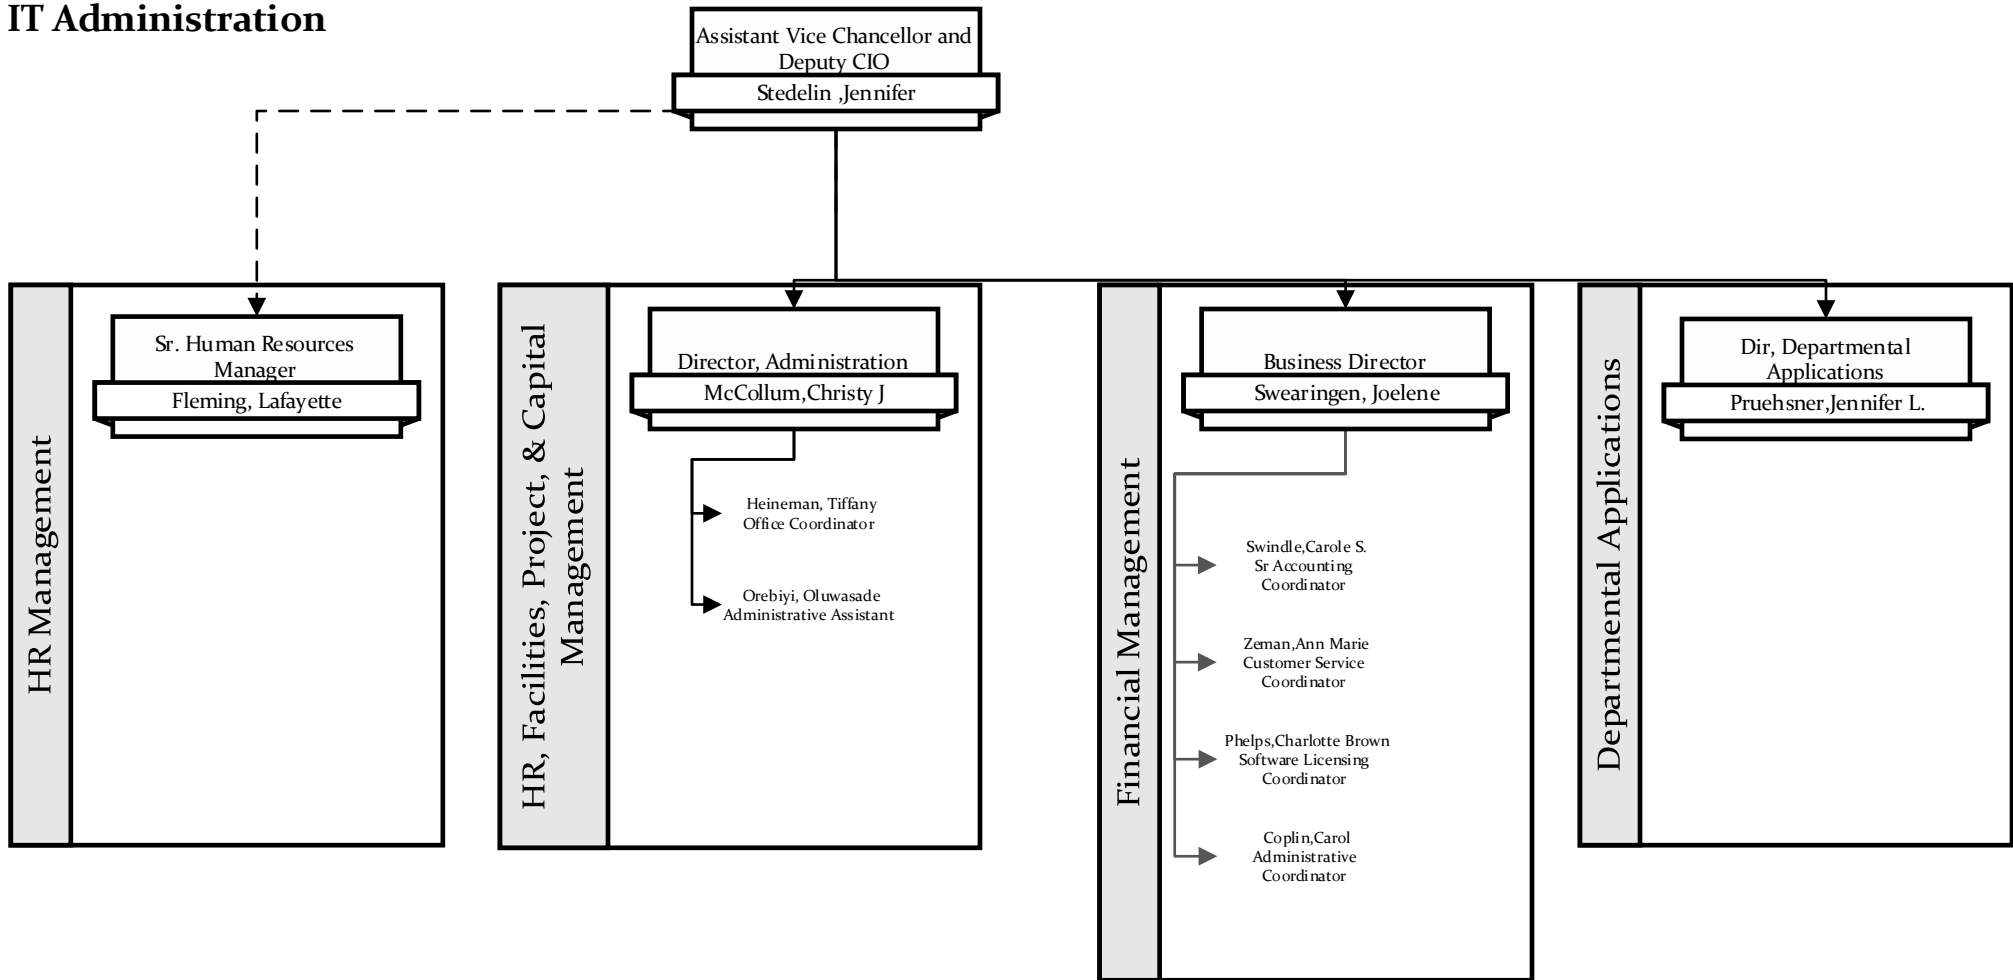 IT Administration
Assistant Vice Chancellor and
Deputy CIO
Stedelin ,Jennifer
HR Management
Sr. Human Resources
Manager
Fleming, Lafayette
HR, Facilities, Project, & Capital
Management
Director, Administration
McCollum,Christy J
Heineman, Tiffany
Office Coordinator
Orebiyi, Oluwasade
Administrative Assistant
Financial Management
Business Director
Swearingen, Joelene
Swindle,Carole S.
Sr Accounting
Coordinator
Zeman,Ann Marie
Customer Service
Coordinator
Phelps,Charlotte Brown
Software Licensing
Coordinator
Coplin,Carol
Administrative
Coordinator
Departmental Applications
Dir, Departmental
Applications
Pruehsner,Jennifer L.